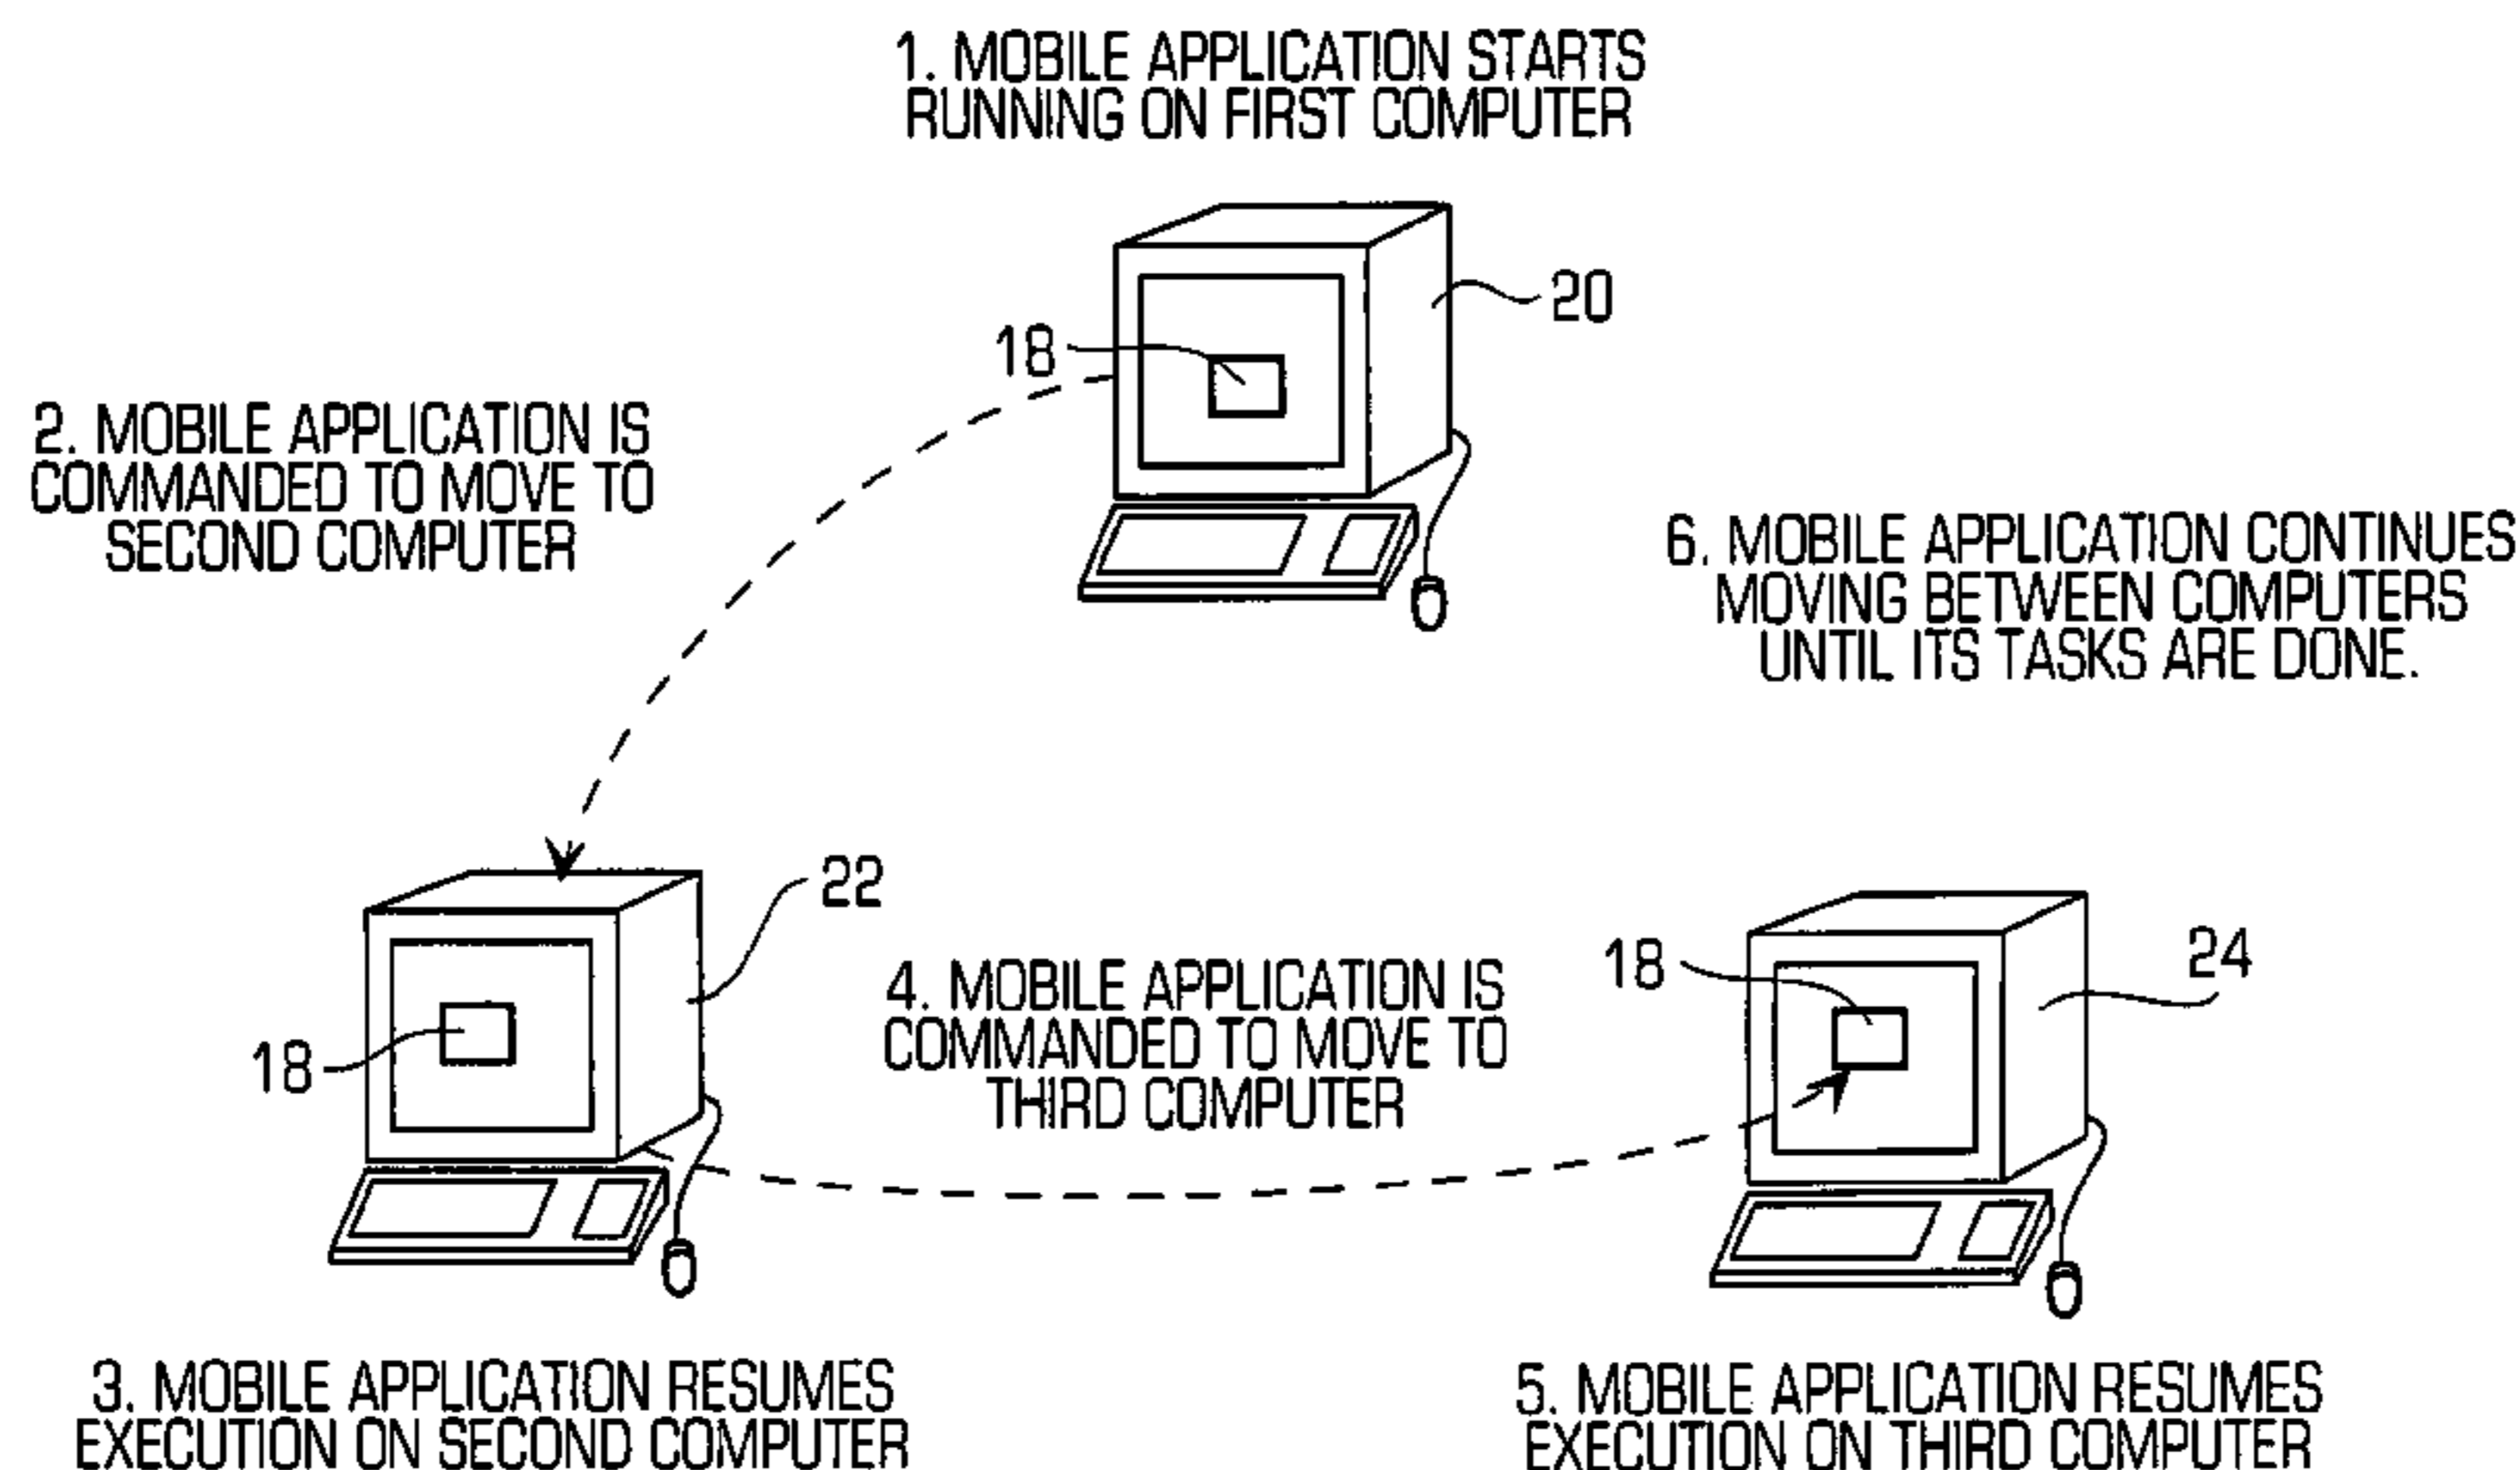 1. MOBILE APPLICATION STARTS
RUNNING ON FIRST COMPUTER
20
18
2. MOBILE APPLICATION IS
COMMANDED TO MOVE TO
SECOND COMPUTER
6. MOBILE APPLICATION CONTINUES
MOVING BETWEEN COMPUTERS
UNTIL ITS TASKS ARE DONE.
22
18
4. MOBILE APPLICATION IS
COMMANDED TO MOVE TO
THIRD COMPUTER
18
24
3. MOBILE APPLICATION RESUMES
EXECUTION ON SECOND COMPUTER
5. MOBILE APPLICATION RESUMES
EXECUTION ON THIRD COMPUTER